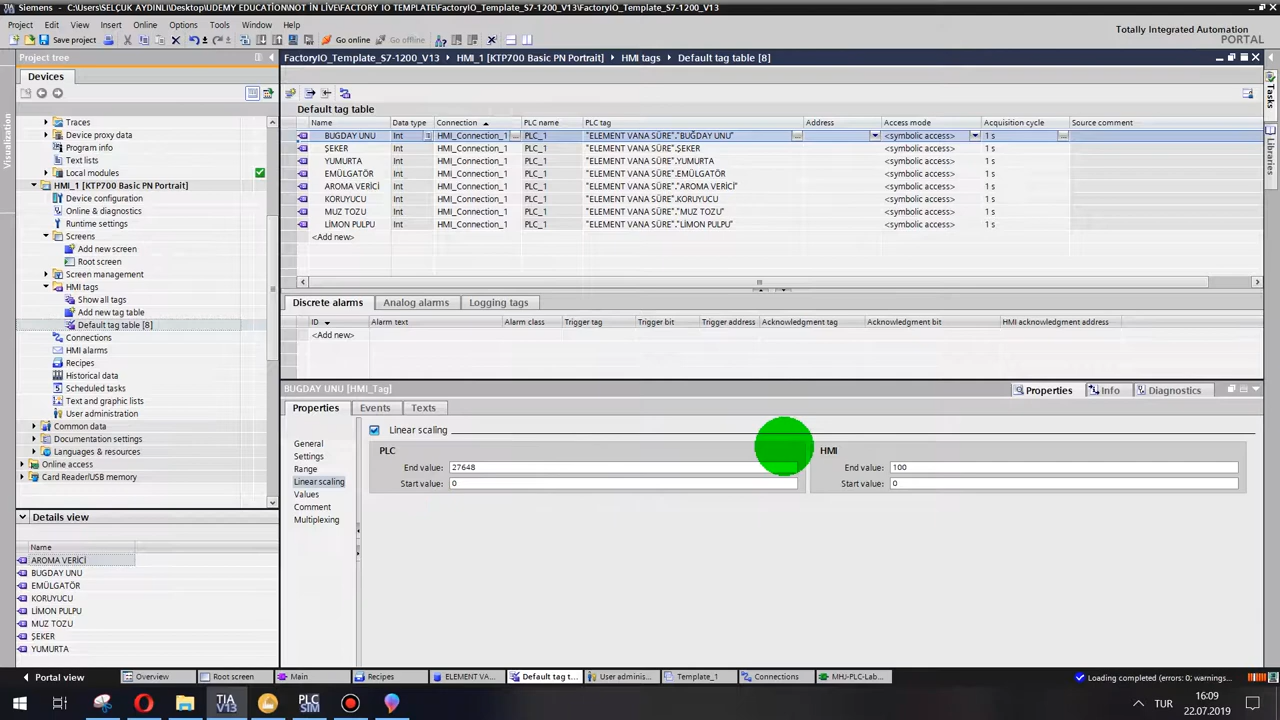 Siemens - C:\SELÇUK AYDINLI\Desktop\UDEMY EDUCATİON\NOT İN LİVE\FACTORY İO TEMPLATE\FactoryIO_Template_S7-1200_V13\FactoryIO_Template_S7-1200_V13
Project Edit View Insert Online Options Tools Window Help
Totally Integrated Automation
PORTAL
Save project Go online Go offline
Project tree
FactoryIO_Template_S7-1200_V13 › HMI_1 [KTP700 Basic PN Portrait] › HMI tags › Default tag table [8]
Devices
Default tag table
Name Data type Connection PLC name PLC tag Address Access mode Acquisition cycle Source comment
BUGDAY UNU Int HMI_Connection_1 PLC_1 "ELEMENT VANA SÜRE"."BUĞDAY UNU" <symbolic access> 1 s
ŞEKER Int HMI_Connection_1 PLC_1 "ELEMENT VANA SÜRE".ŞEKER <symbolic access> 1 s
YUMURTA Int HMI_Connection_1 PLC_1 "ELEMENT VANA SÜRE".YUMURTA <symbolic access> 1 s
EMÜLGATÖR Int HMI_Connection_1 PLC_1 "ELEMENT VANA SÜRE".EMÜLGATÖR <symbolic access> 1 s
AROMA VERİCİ Int HMI_Connection_1 PLC_1 "ELEMENT VANA SÜRE"."AROMA VERİCİ" <symbolic access> 1 s
KORUYUCU Int HMI_Connection_1 PLC_1 "ELEMENT VANA SÜRE".KORUYUCU <symbolic access> 1 s
MUZ TOZU Int HMI_Connection_1 PLC_1 "ELEMENT VANA SÜRE"."MUZ TOZU" <symbolic access> 1 s
LİMON PULPU Int HMI_Connection_1 PLC_1 "ELEMENT VANA SÜRE"."LİMON PULPU" <symbolic access> 1 s
<Add new>
Traces
Device proxy data
Program info
Text lists
Local modules
HMI_1 [KTP700 Basic PN Portrait]
Device configuration
Online & diagnostics
Runtime settings
Screens
Add new screen
Root screen
Screen management
HMI tags
Show all tags
Add new tag table
Default tag table [8]
Connections
HMI alarms
Recipes
Historical data
Scheduled tasks
Text and graphic lists
User administration
Common data
Documentation settings
Languages & resources
Online access
Card Reader/USB memory
Discrete alarms Analog alarms Logging tags
ID Alarm text Alarm class Trigger tag Trigger bit Trigger address Acknowledgment tag Acknowledgment bit HMI acknowledgment address
<Add new>
BUGDAY UNU [HMI_Tag]
Properties Info Diagnostics
Properties Events Texts
General
Settings
Range
Linear scaling
Values
Comment
Multiplexing
Linear scaling
PLC HMI
End value: 27648 End value: 100
Start value: 0 Start value: 0
Details view
Name
AROMA VERİCİ
BUGDAY UNU
EMÜLGATÖR
KORUYUCU
LİMON PULPU
MUZ TOZU
ŞEKER
YUMURTA
Portal view Overview Root screen Main Recipes ELEMENT VA... Default tag t... User adminis... Template_1 Connections MHJ-PLC-Lab... Loading completed (errors: 0; warnings...
Tasks
Libraries
Visualization
TIA V13
PLC SIM
TUR
16:09
22.07.2019